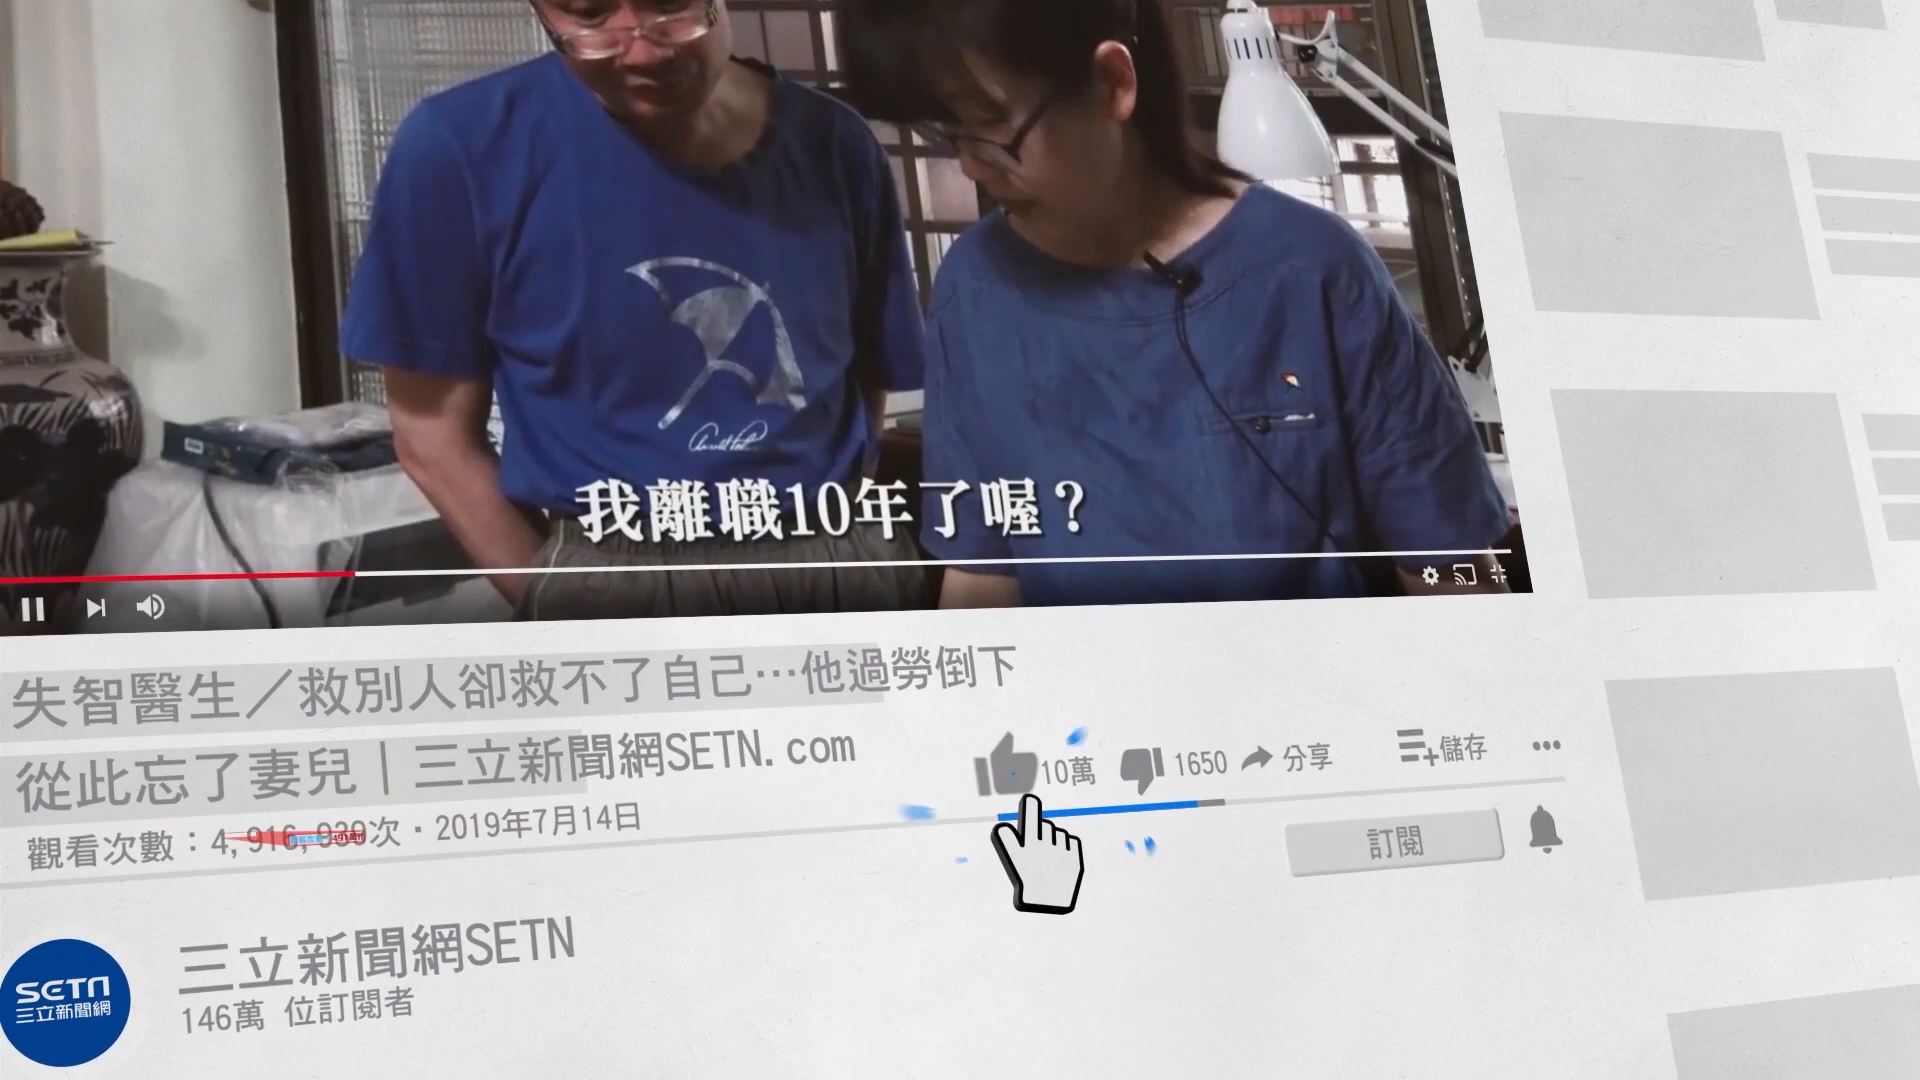 我離職10年了喔？
失智醫生／救別人卻救不了自己…他過勞倒下
從此忘了妻兒｜三立新聞網SETN.com
10萬
1650
分享
儲存
觀看次數：4,916,939次・2019年7月14日
訂閱
三立新聞網SETN
146萬 位訂閱者
SETN
三立新聞網